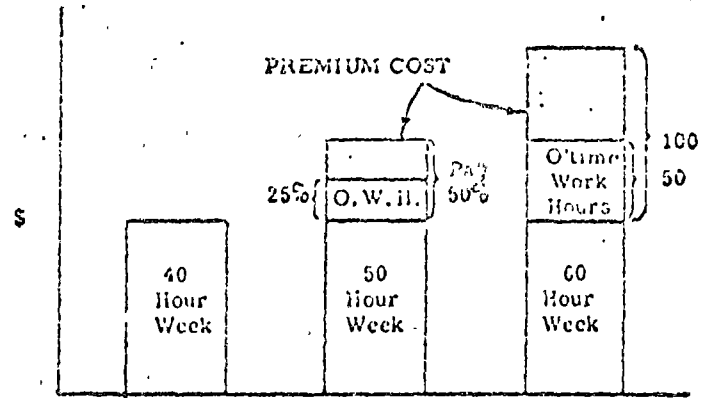 PREMIUM COST
$
40
Hour
Week
25%
O.W.H.
Pay
50%
50
Hour
Week
O'time
Work
Hours
100
50
60
Hour
Week